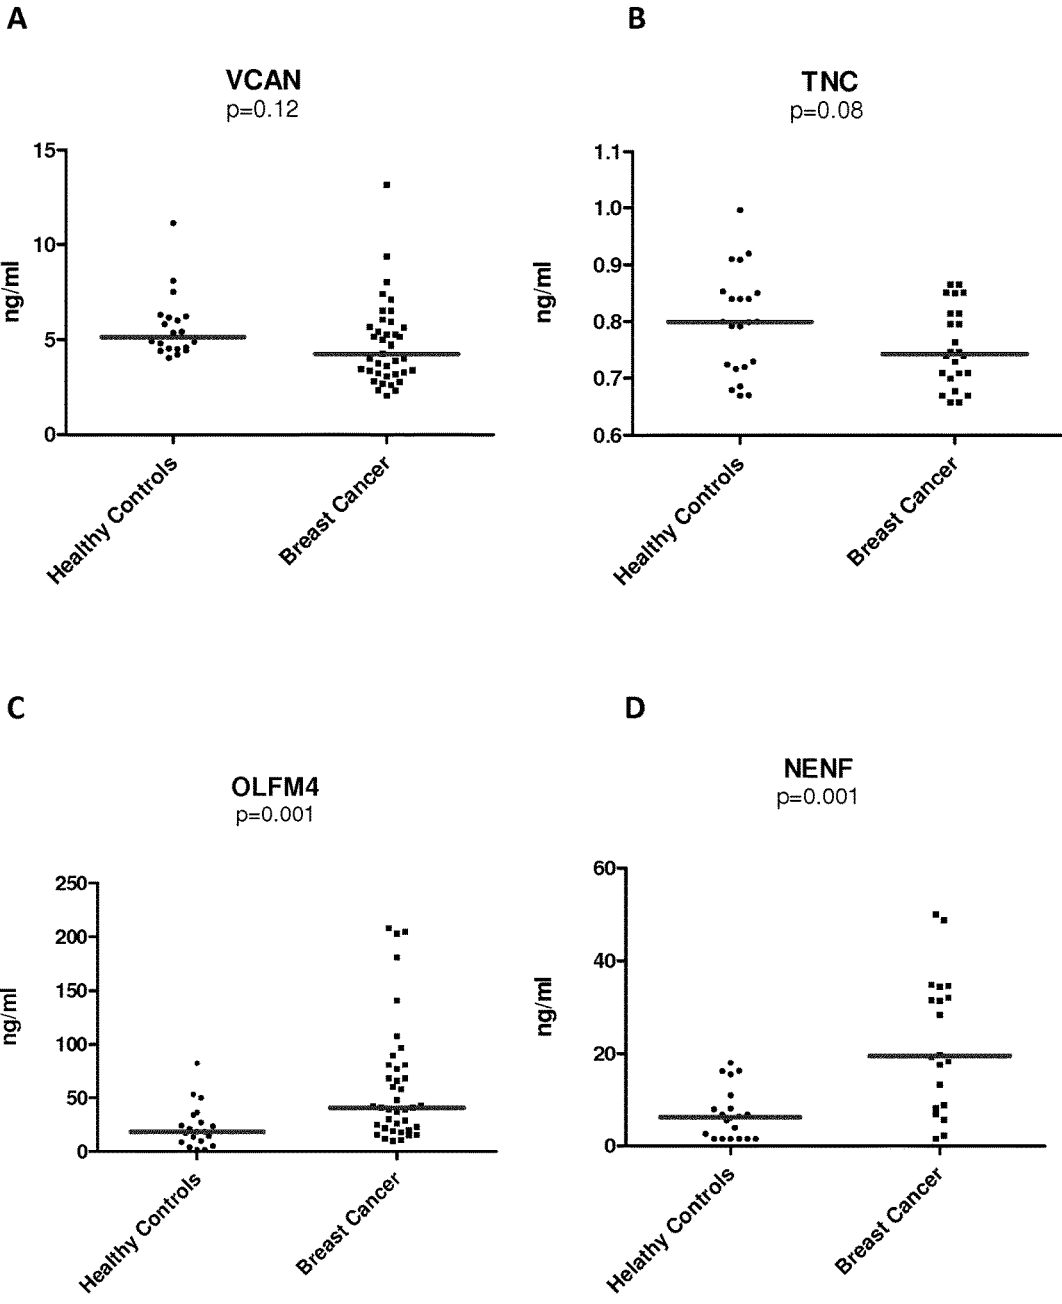 A
VCAN
p=0.12
15
10
5
0
ng/ml
Healthy Controls
Breast Cancer
B
TNC
p=0.08
1.1
1.0
0.9
0.8
0.7
0.6
ng/ml
Healthy Controls
Breast Cancer
C
OLFM4
p=0.001
250
200
150
100
50
0
ng/ml
Healthy Controls
Breast Cancer
D
NENF
p=0.001
60
40
20
0
ng/ml
Helathy Controls
Breast Cancer